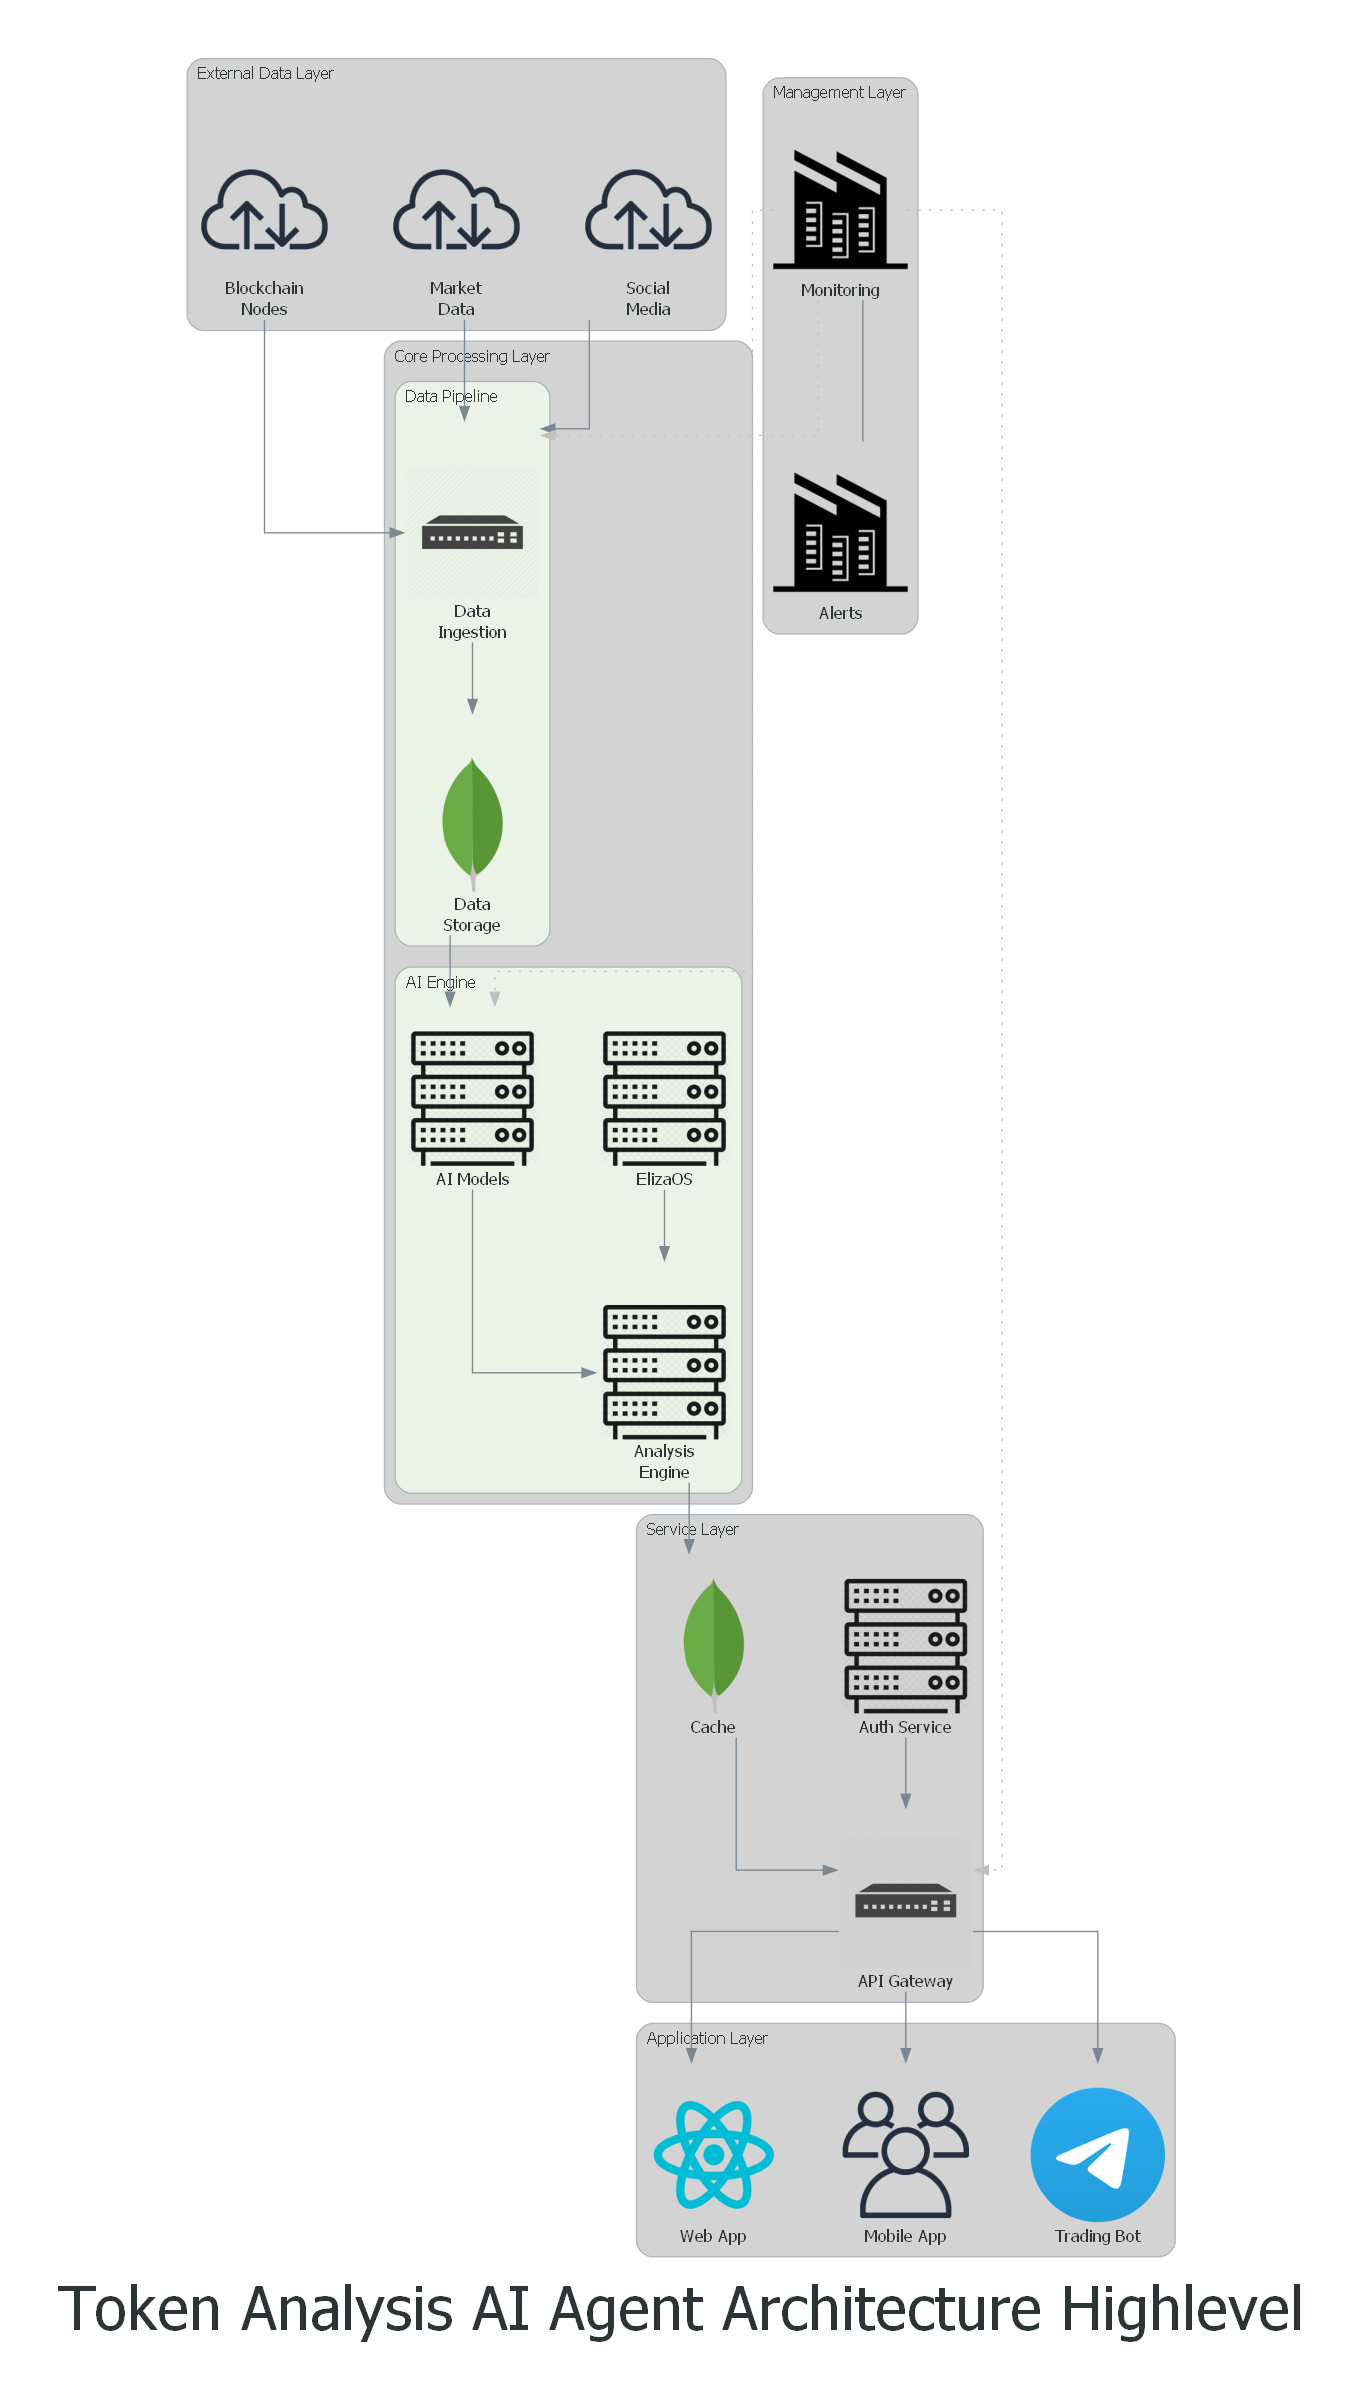 External Data Layer
Management Layer
Blockchain
Nodes
Market
Data
Social
Media
Monitoring
Core Processing Layer
Data Pipeline
Data
Ingestion
Alerts
Data
Storage
AI Engine
AI Models
ElizaOS
Analysis
Engine
Service Layer
Cache
Auth Service
API Gateway
Application Layer
Web App
Mobile App
Trading Bot
Token Analysis AI Agent Architecture Highlevel